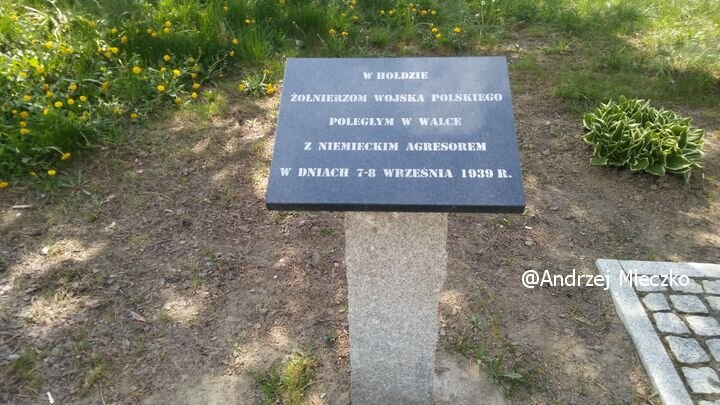 W HOŁDZIE
ŻOŁNIERZOM WOJSKA POLSKIEGO
POLEGŁYM W WALCE
Z NIEMIECKIM AGRESOREM
W DNIACH 7-8 WRZEŚNIA 1939 R.
@Andrzej Mleczko